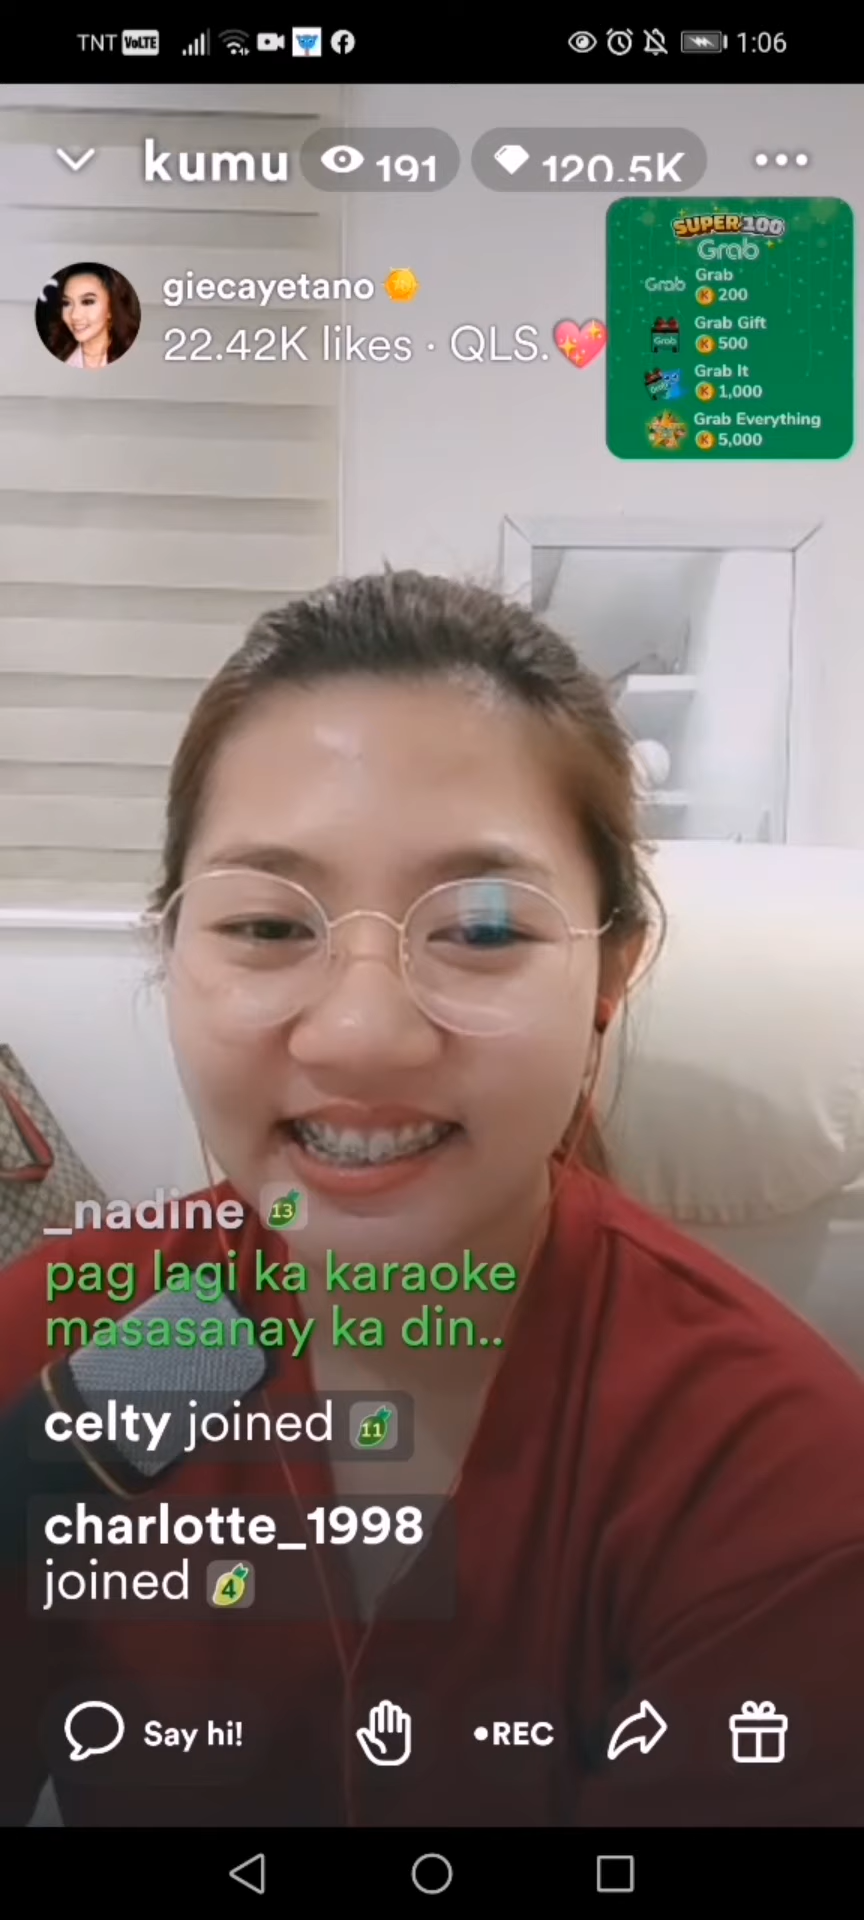 TNT VoLTE 1:06
kumu 191 120.5K
SUPER 100
Grab
giecayetano
22.42K likes · QLS.💖
Grab Grab
K 200
Grab Grab Gift
K 500
Grab It
K 1,000
Grab Everything
K 5,000
_nadine 13
pag lagi ka karaoke
masasanay ka din..
celty joined 11
charlotte_1998
joined 4
Say hi! •REC